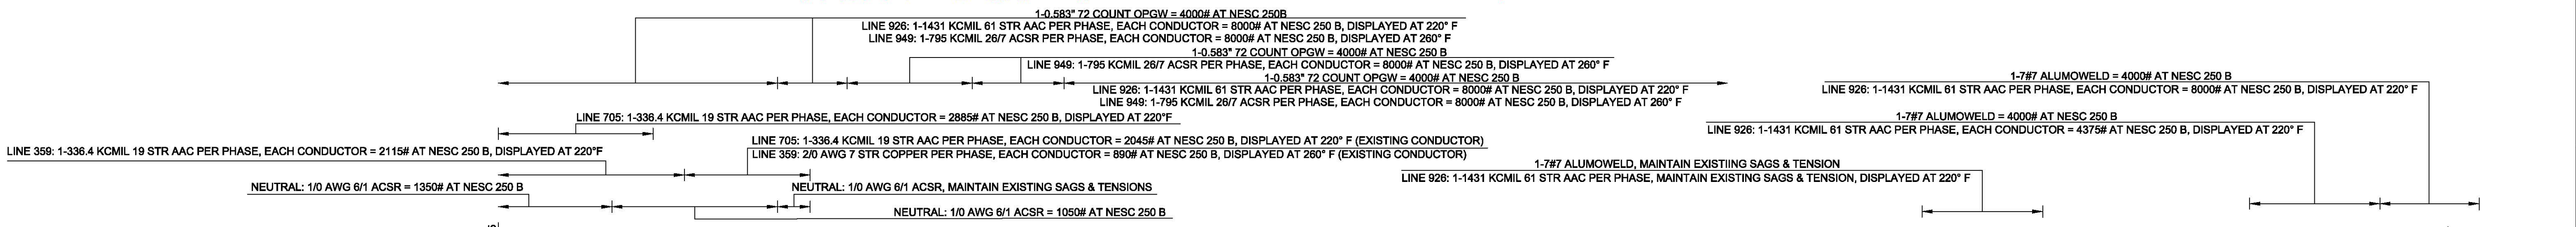 1-0.583" 72 COUNT OPGW = 4000# AT NESC 250B
LINE 926: 1-1431 KCMIL 61 STR AAC PER PHASE, EACH CONDUCTOR = 8000# AT NESC 250 B, DISPLAYED AT 220° F
LINE 949: 1-795 KCMIL 26/7 ACSR PER PHASE, EACH CONDUCTOR = 8000# AT NESC 250 B, DISPLAYED AT 260° F
1-0.583" 72 COUNT OPGW = 4000# AT NESC 250 B
LINE 949: 1-795 KCMIL 26/7 ACSR PER PHASE, EACH CONDUCTOR = 8000# AT NESC 250 B, DISPLAYED AT 260° F
1-0.583" 72 COUNT OPGW = 4000# AT NESC 250 B
LINE 926: 1-1431 KCMIL 61 STR AAC PER PHASE, EACH CONDUCTOR = 8000# AT NESC 250 B, DISPLAYED AT 220° F
LINE 949: 1-795 KCMIL 26/7 ACSR PER PHASE, EACH CONDUCTOR = 8000# AT NESC 250 B, DISPLAYED AT 260° F
1-7#7 ALUMOWELD = 4000# AT NESC 250 B
LINE 926: 1-1431 KCMIL 61 STR AAC PER PHASE, EACH CONDUCTOR = 8000# AT NESC 250 B, DISPLAYED AT 220° F
LINE 705: 1-336.4 KCMIL 19 STR AAC PER PHASE, EACH CONDUCTOR = 2885# AT NESC 250 B, DISPLAYED AT 220°F
1-7#7 ALUMOWELD = 4000# AT NESC 250 B
LINE 926: 1-1431 KCMIL 61 STR AAC PER PHASE, EACH CONDUCTOR = 4375# AT NESC 250 B, DISPLAYED AT 220° F
LINE 705: 1-336.4 KCMIL 19 STR AAC PER PHASE, EACH CONDUCTOR = 2045# AT NESC 250 B, DISPLAYED AT 220° F (EXISTING CONDUCTOR)
LINE 359: 2/0 AWG 7 STR COPPER PER PHASE, EACH CONDUCTOR = 890# AT NESC 250 B, DISPLAYED AT 260° F (EXISTING CONDUCTOR)
LINE 359: 1-336.4 KCMIL 19 STR AAC PER PHASE, EACH CONDUCTOR = 2115# AT NESC 250 B, DISPLAYED AT 220°F
1-7#7 ALUMOWELD, MAINTAIN EXISTIING SAGS & TENSION
LINE 926: 1-1431 KCMIL 61 STR AAC PER PHASE, MAINTAIN EXISTING SAGS & TENSION, DISPLAYED AT 220° F
NEUTRAL: 1/0 AWG 6/1 ACSR = 1350# AT NESC 250 B
NEUTRAL: 1/0 AWG 6/1 ACSR, MAINTAIN EXISTING SAGS & TENSIONS
NEUTRAL: 1/0 AWG 6/1 ACSR = 1050# AT NESC 250 B